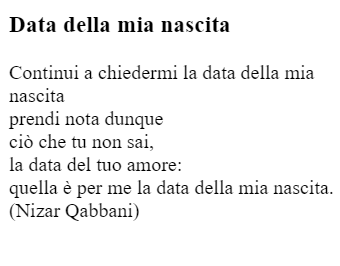 Data della mia nascita
Continui a chiedermi la data della mia
nascita
prendi nota dunque
ciò che tu non sai,
la data del tuo amore:
quella è per me la data della mia nascita.
(Nizar Qabbani)